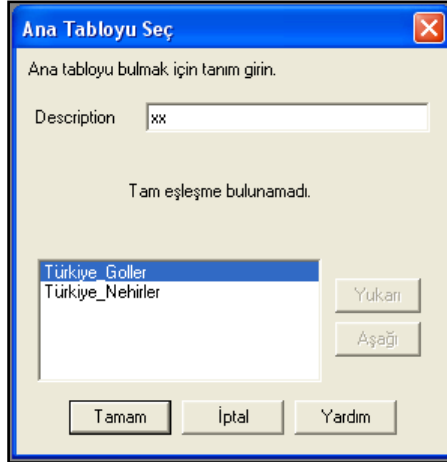 Ana Tabloyu Seç
Ana tabloyu bulmak için tanım girin.
Description xx
Tam eşleşme bulunamadı.
Türkiye_Goller
Türkiye_Nehirler
Yukarı
Aşağı
Tamam İptal Yardım